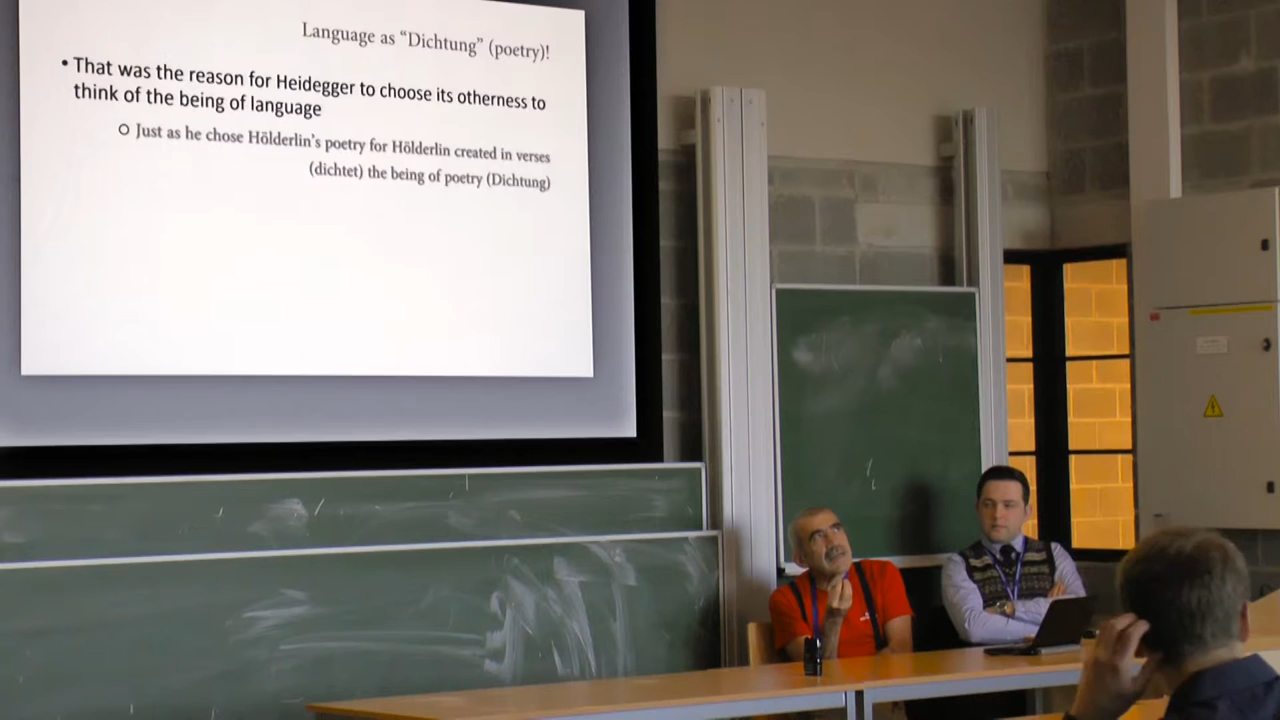 Language as “Dichtung” (poetry)!
• That was the reason for Heidegger to choose its otherness to
think of the being of language
○ Just as he chose Hölderlin's poetry for Hölderlin created in verses
(dichtet) the being of poetry (Dichtung)